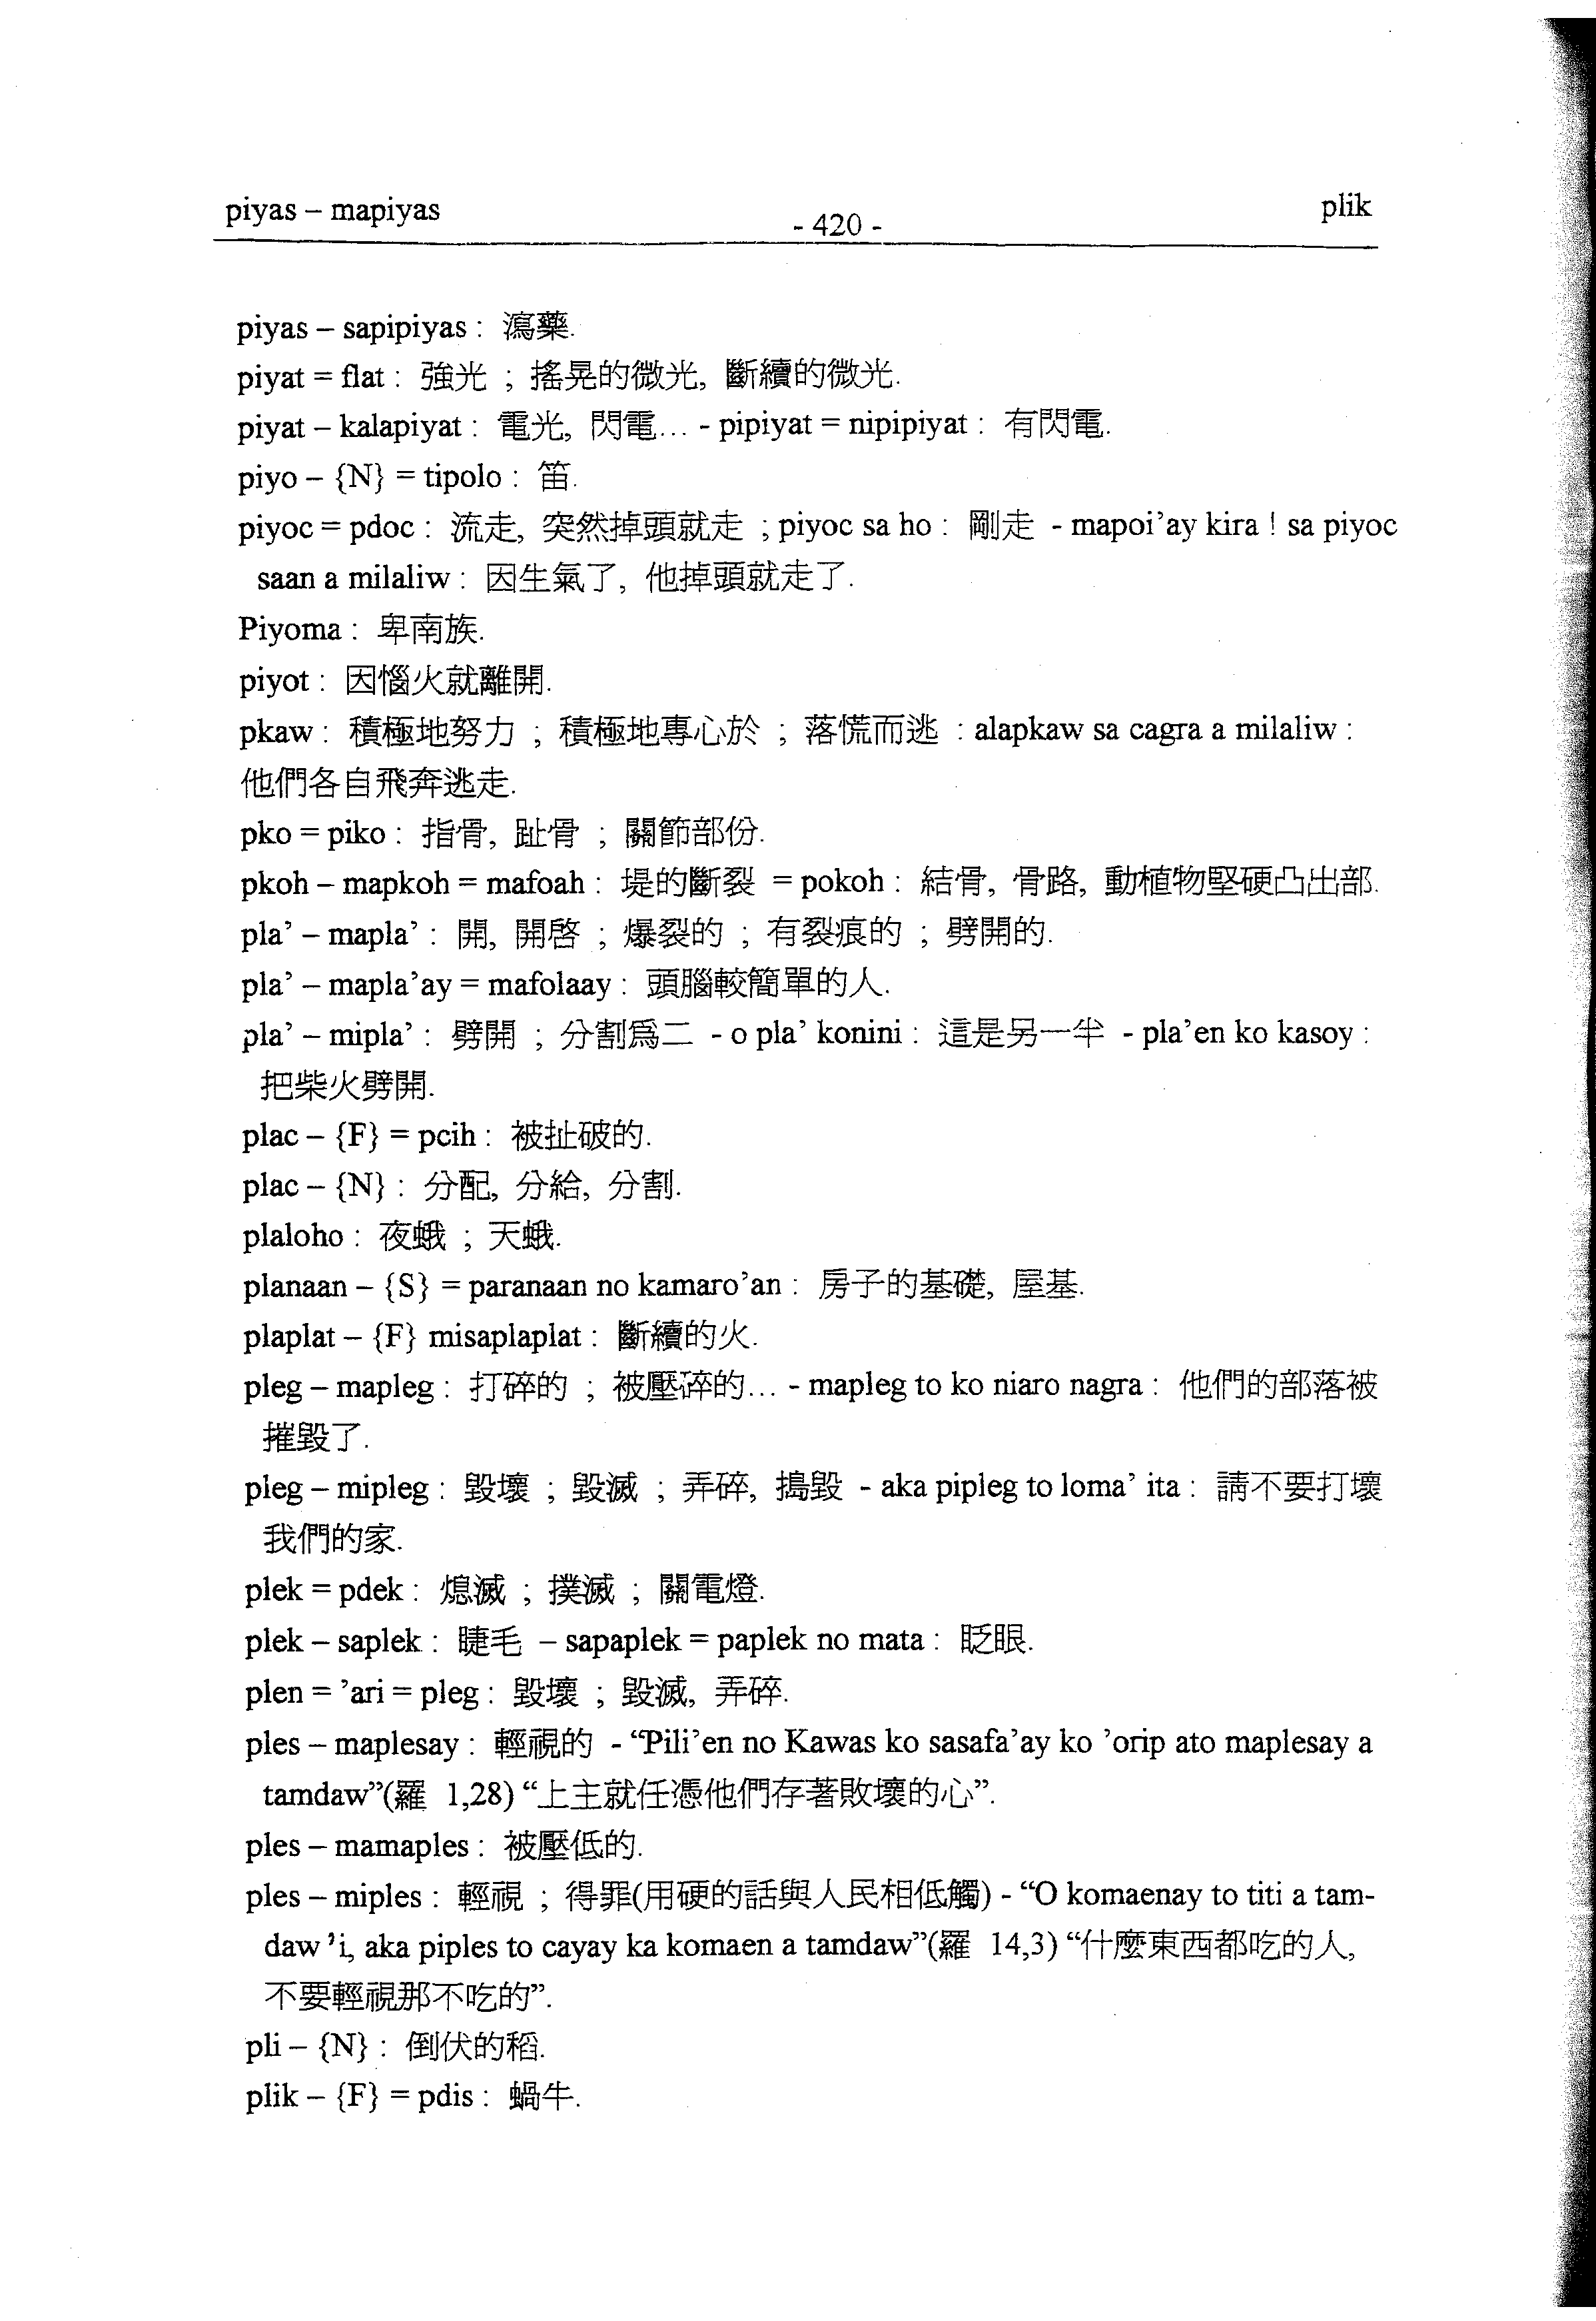 piyas – mapiyas
- 420 -
plik
piyas – sapipiyas : 瀉藥.
piyat = flat : 強光 ; 搖晃的微光, 斷續的微光.
piyat – kalapiyat : 電光, 閃電... - pipiyat = nipipiyat : 有閃電.
piyo – {N} = tipolo : 笛.
piyoc = pdoc : 流走, 突然掉頭就走 ; piyoc sa ho : 剛走 - mapoi’ay kira ! sa piyoc
saan a milaliw : 因生氣了, 他掉頭就走了.
Piyoma : 卑南族.
piyot : 因惱火就離開.
pkaw : 積極地努力 ; 積極地專心於 ; 落慌而逃 : alapkaw sa cagra a milaliw :
他們各自飛奔逃走.
pko = piko : 指骨, 趾骨 ; 關節部份.
pkoh – mapkoh = mafoah : 堤的斷裂 = pokoh : 結骨, 骨路, 動植物堅硬凸出部.
pla’ – mapla’ : 開, 開啓 ; 爆裂的 ; 有裂痕的 ; 劈開的.
pla’ – mapla’ay = mafolaay : 頭腦較簡單的人.
pla’ – mipla’ : 劈開 ; 分割爲二 - o pla’ konini : 這是另一半 - pla’en ko kasoy :
把柴火劈開.
plac – {F} = pcih : 被扯破的.
plac – {N} : 分配, 分給, 分割.
plaloho : 夜蛾 ; 天蛾.
planaan – {S} = paranaan no kamaro’an : 房子的基礎, 屋基.
plaplat – {F} misaplaplat : 斷續的火.
pleg – mapleg : 打碎的 ; 被壓碎的... - mapleg to ko niaro nagra : 他們的部落被
摧毀了.
pleg – mipleg : 毀壞 ; 毀滅 ; 弄碎, 搗毀 - aka pipleg to loma’ ita : 請不要打壞
我們的家.
plek = pdek : 熄滅 ; 撲滅 ; 關電燈.
plek – saplek : 睫毛 – sapaplek = paplek no mata : 眨眼.
plen = ’ari = pleg : 毀壞 ; 毀滅, 弄碎.
ples – maplesay : 輕視的 - “Pili’en no Kawas ko sasafa’ay ko ’orip ato maplesay a
tamdaw”(羅 1,28) “上主就任憑他們存著敗壞的心”.
ples – mamaples : 被壓低的.
ples – miples : 輕視 ; 得罪(用硬的話與人民相低觸) - “O komaenay to titi a tam-
daw ’i, aka piples to cayay ka komaen a tamdaw”(羅 14,3) “什麼東西都吃的人,
不要輕視那不吃的”.
pli – {N} : 倒伏的稻.
plik – {F} = pdis : 蝸牛.